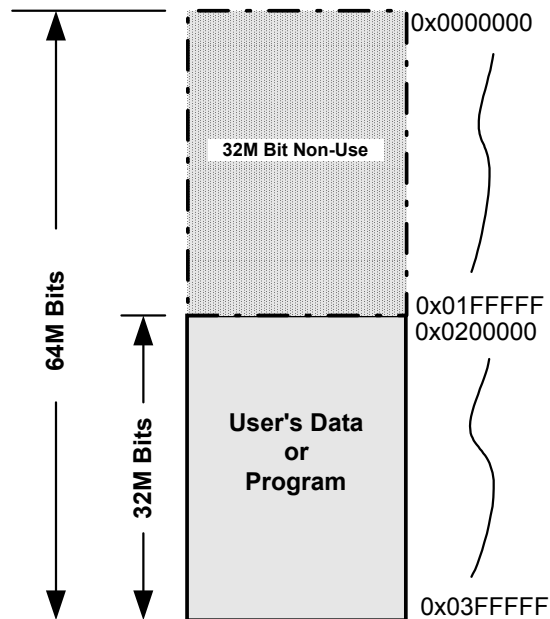 0x0000000
32M Bit Non-Use
64M Bits
0x01FFFFF
0x0200000
32M Bits
User's Data
or
Program
0x03FFFFF